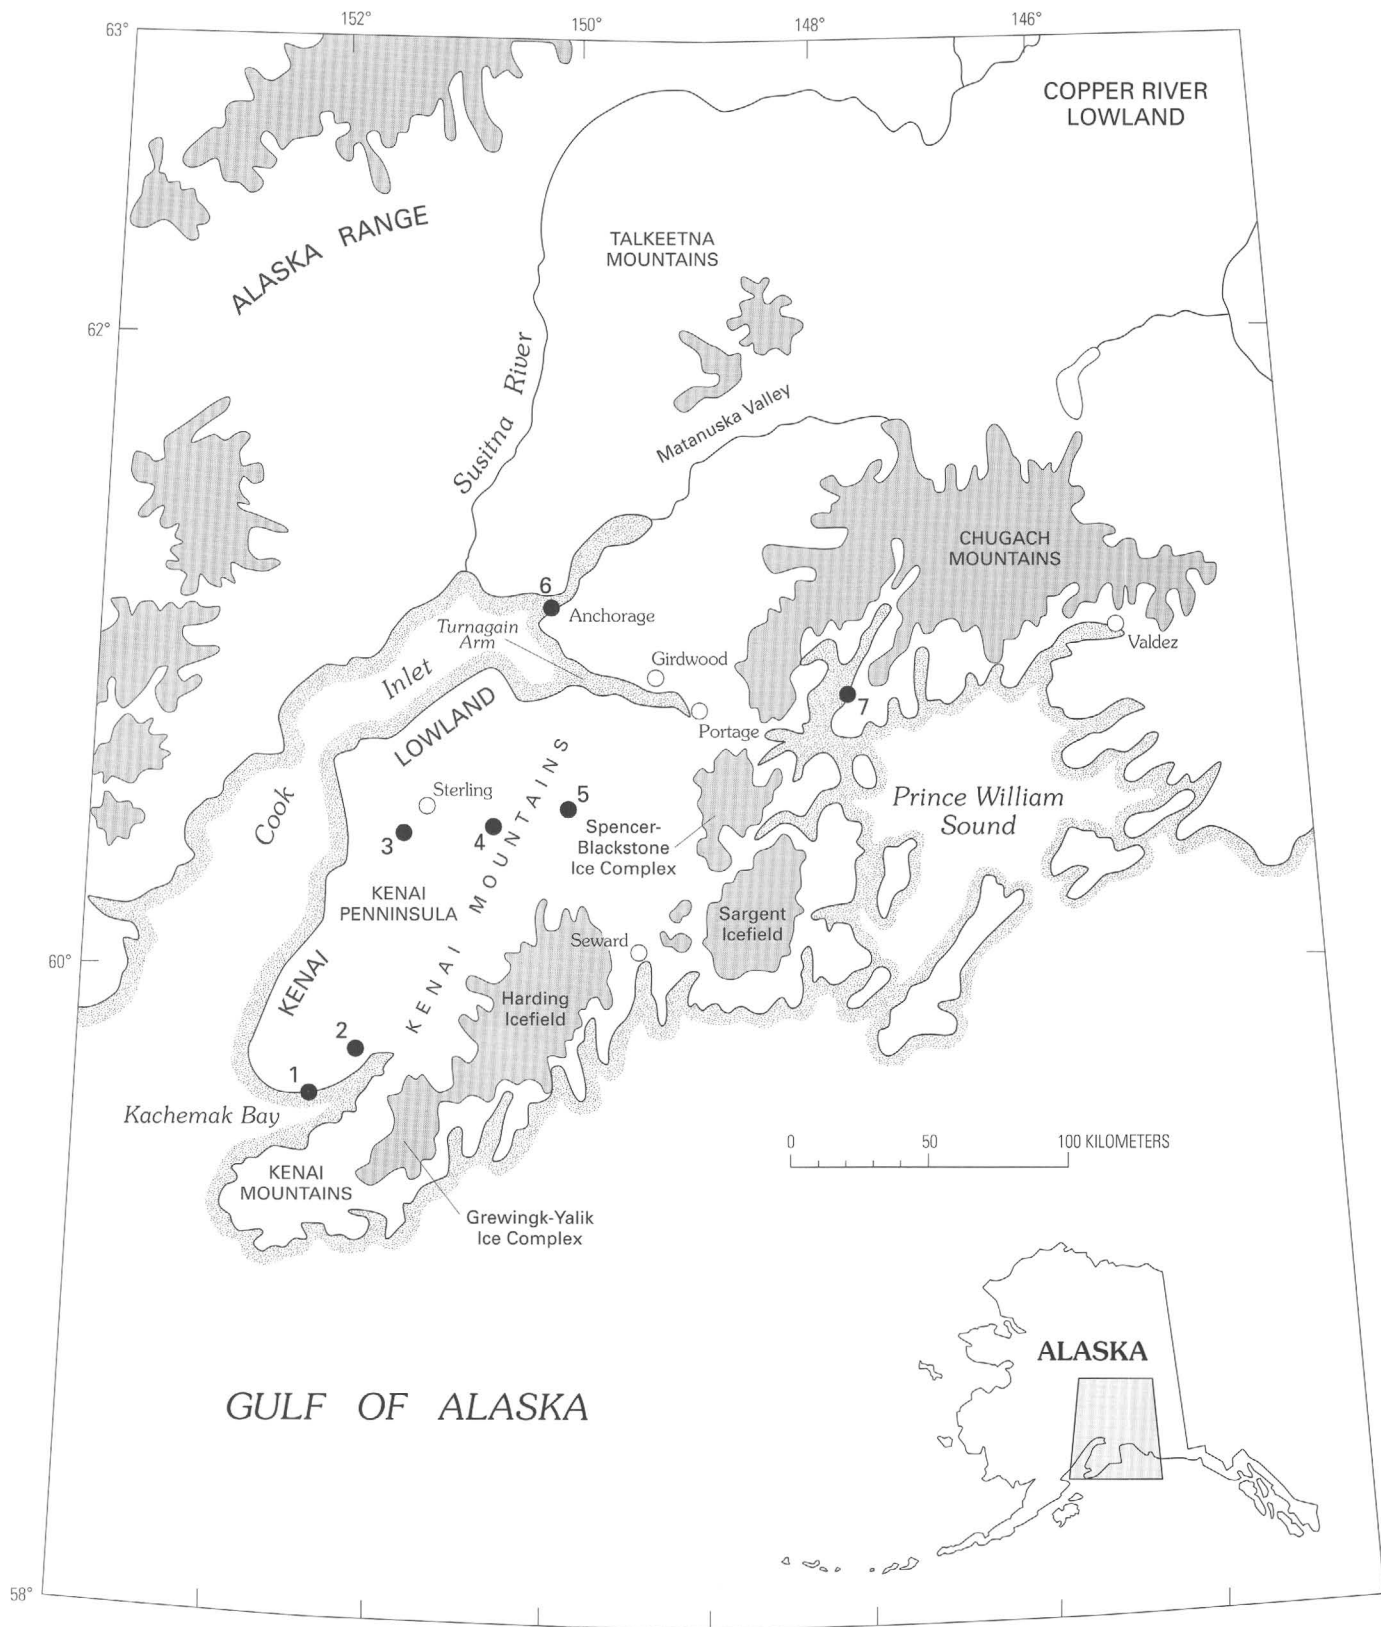 152°
150°
148°
146°
63°
COPPER RIVER
LOWLAND
ALASKA RANGE
TALKEETNA
MOUNTAINS
62°
Susitna River
Matanuska Valley
CHUGACH
MOUNTAINS
6
Anchorage
Turnagain
Arm
Valdez
Girdwood
Inlet
7
LOWLAND
Portage
Cook
Sterling
5
Prince William
Sound
3
4
Spencer-
Blackstone
Ice Complex
KENAI
PENNINSULA
KENAI MOUNTAINS
Sargent
Icefield
Seward
60°
KENAI
Harding
Icefield
2
1
Kachemak Bay
0 50 100 KILOMETERS
KENAI
MOUNTAINS
Grewingk-Yalik
Ice Complex
ALASKA
GULF OF ALASKA
58°